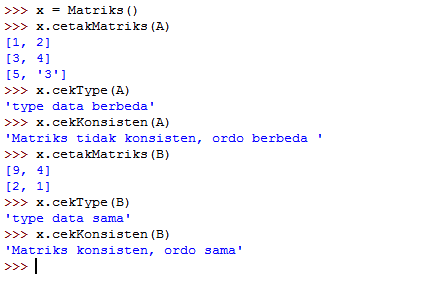 >>> x = Matriks()
>>> x.cetakMatriks(A)
[1, 2]
[3, 4]
[5, '3']
>>> x.cekType(A)
'type data berbeda'
>>> x.cekKonsisten(A)
'Matriks tidak konsisten, ordo berbeda '
>>> x.cetakMatriks(B)
[9, 4]
[2, 1]
>>> x.cekType(B)
'type data sama'
>>> x.cekKonsisten(B)
'Matriks konsisten, ordo sama'
>>>